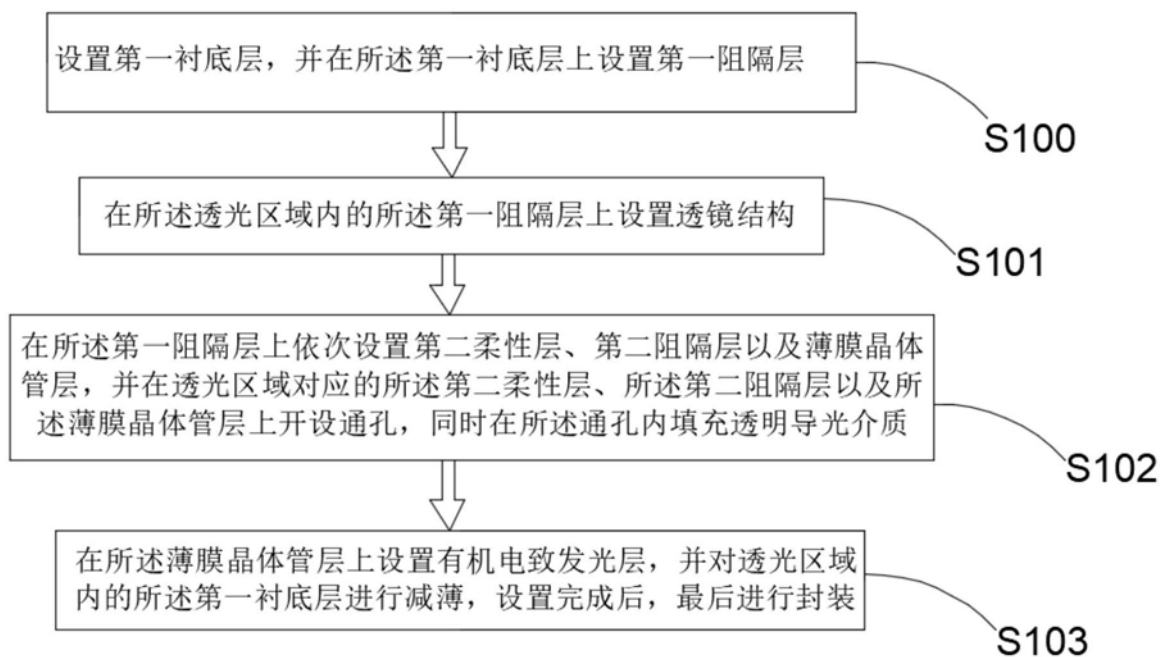 设置第一衬底层，并在所述第一衬底层上设置第一阻隔层
S100
在所述透光区域内的所述第一阻隔层上设置透镜结构
S101
在所述第一阻隔层上依次设置第二柔性层、第二阻隔层以及薄膜晶体
管层，并在透光区域对应的所述第二柔性层、所述第二阻隔层以及所
述薄膜晶体管层上开设通孔，同时在所述通孔内填充透明导光介质
S102
在所述薄膜晶体管层上设置有机电致发光层，并对透光区域
内的所述第一衬底层进行减薄，设置完成后，最后进行封装
S103